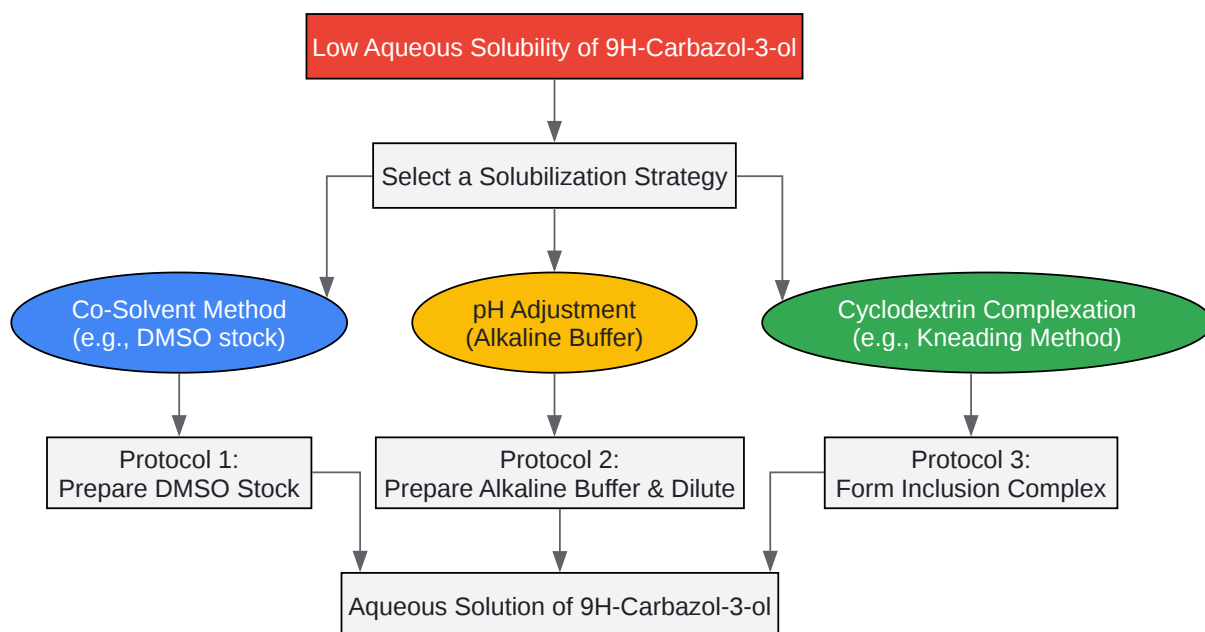 Low Aqueous Solubility of 9H-Carbazol-3-ol
Select a Solubilization Strategy
Co-Solvent Method
(e.g., DMSO stock)
pH Adjustment
(Alkaline Buffer)
Cyclodextrin Complexation
(e.g., Kneading Method)
Protocol 1:
Prepare DMSO Stock
Protocol 2:
Prepare Alkaline Buffer & Dilute
Protocol 3:
Form Inclusion Complex
Aqueous Solution of 9H-Carbazol-3-ol